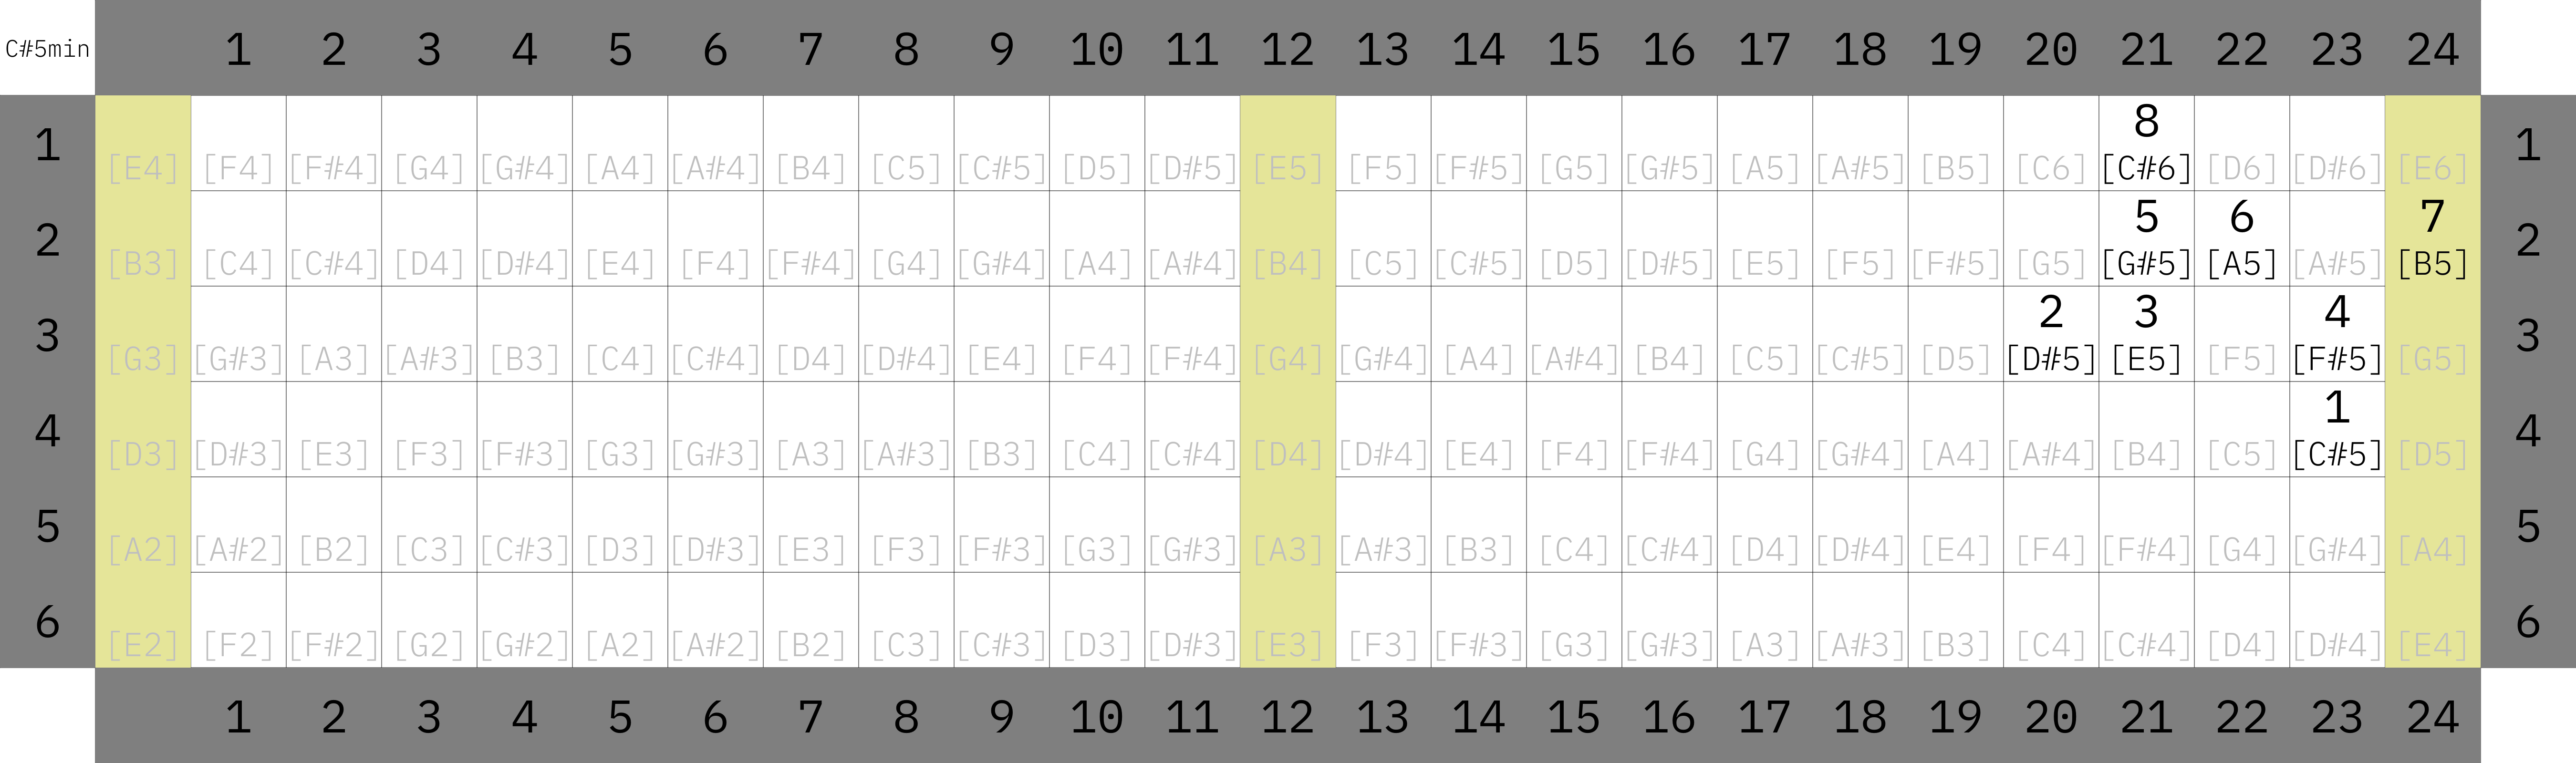 C#5min 1 2 3 4 5 6 7 8 9 10 11 12 13 14 15 16 17 18 19 20 21 22 23 24
8
1 [E4] [F4] [F#4] [G4] [G#4] [A4] [A#4] [B4] [C5] [C#5] [D5] [D#5] [E5] [F5] [F#5] [G5] [G#5] [A5] [A#5] [B5] [C6] [C#6] [D6] [D#6] [E6] 1
5 6 7
2 [B3] [C4] [C#4] [D4] [D#4] [E4] [F4] [F#4] [G4] [G#4] [A4] [A#4] [B4] [C5] [C#5] [D5] [D#5] [E5] [F5] [F#5] [G5] [G#5] [A5] [A#5] [B5] 2
2 3 4
3 [G3] [G#3] [A3] [A#3] [B3] [C4] [C#4] [D4] [D#4] [E4] [F4] [F#4] [G4] [G#4] [A4] [A#4] [B4] [C5] [C#5] [D5] [D#5] [E5] [F5] [F#5] [G5] 3
1
4 [D3] [D#3] [E3] [F3] [F#3] [G3] [G#3] [A3] [A#3] [B3] [C4] [C#4] [D4] [D#4] [E4] [F4] [F#4] [G4] [G#4] [A4] [A#4] [B4] [C5] [C#5] [D5] 4
5 [A2] [A#2] [B2] [C3] [C#3] [D3] [D#3] [E3] [F3] [F#3] [G3] [G#3] [A3] [A#3] [B3] [C4] [C#4] [D4] [D#4] [E4] [F4] [F#4] [G4] [G#4] [A4] 5
6 [E2] [F2] [F#2] [G2] [G#2] [A2] [A#2] [B2] [C3] [C#3] [D3] [D#3] [E3] [F3] [F#3] [G3] [G#3] [A3] [A#3] [B3] [C4] [C#4] [D4] [D#4] [E4] 6
1 2 3 4 5 6 7 8 9 10 11 12 13 14 15 16 17 18 19 20 21 22 23 24